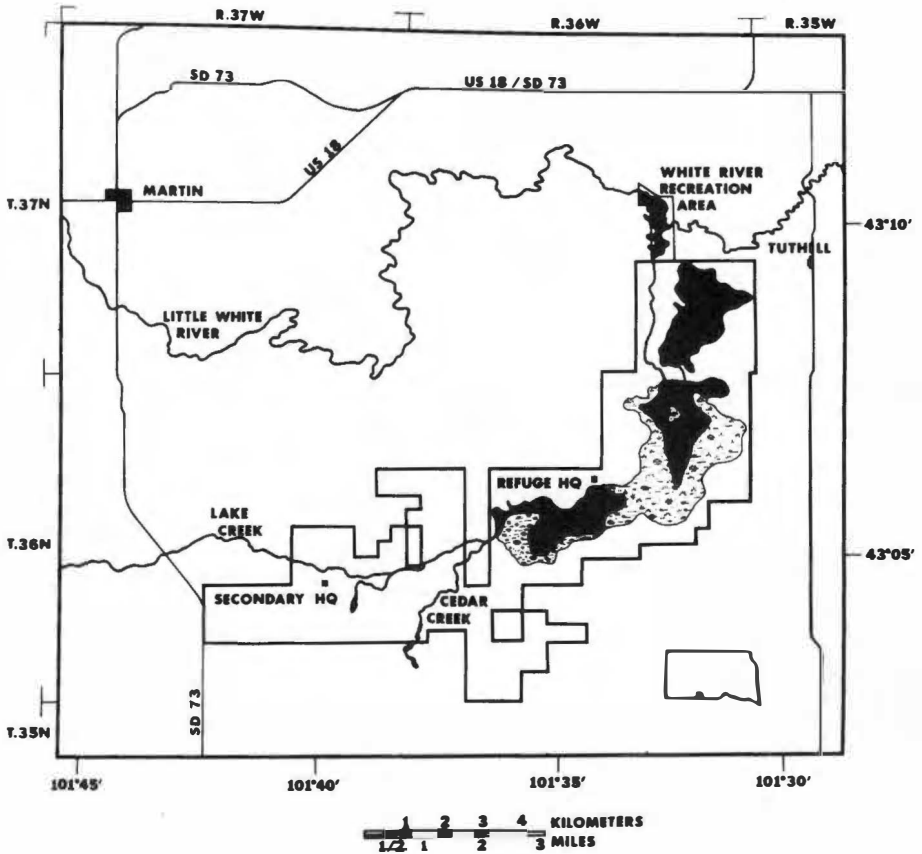 R.37W
R.36W
R.35W
SD 73
US 18 / SD 73
US 18
MARTIN
T.37N
WHITE RIVER
RECREATION
AREA
43°10'
TUTHILL
LITTLE WHITE
RIVER
REFUGE HQ
LAKE
CREEK
T.36N
43°05'
SECONDARY HQ
CEDAR
CREEK
SD 73
T.35N
101°45'
101°40'
101°35'
101°30'
1 2 3 4 KILOMETERS
1/2 1 2 3 MILES